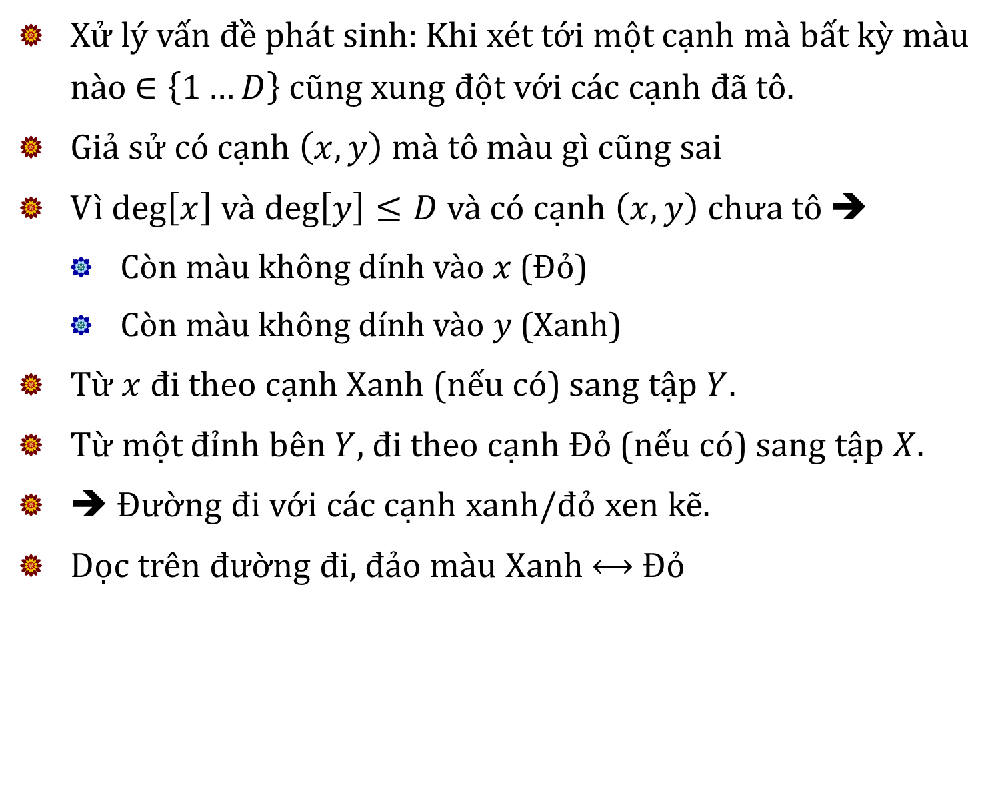 Xử lý vấn đề phát sinh: Khi xét tới một cạnh mà bất kỳ màu
nào ∈ {1 … D} cũng xung đột với các cạnh đã tô.
Giả sử có cạnh (x, y) mà tô màu gì cũng sai
Vì deg[x] và deg[y] ≤ D và có cạnh (x, y) chưa tô 🡺
Còn màu không dính vào x (Đỏ)
Còn màu không dính vào y (Xanh)
Từ x đi theo cạnh Xanh (nếu có) sang tập Y.
Từ một đỉnh bên Y, đi theo cạnh Đỏ (nếu có) sang tập X.
🡺 Đường đi với các cạnh xanh/đỏ xen kẽ.
Dọc trên đường đi, đảo màu Xanh ⟷ Đỏ